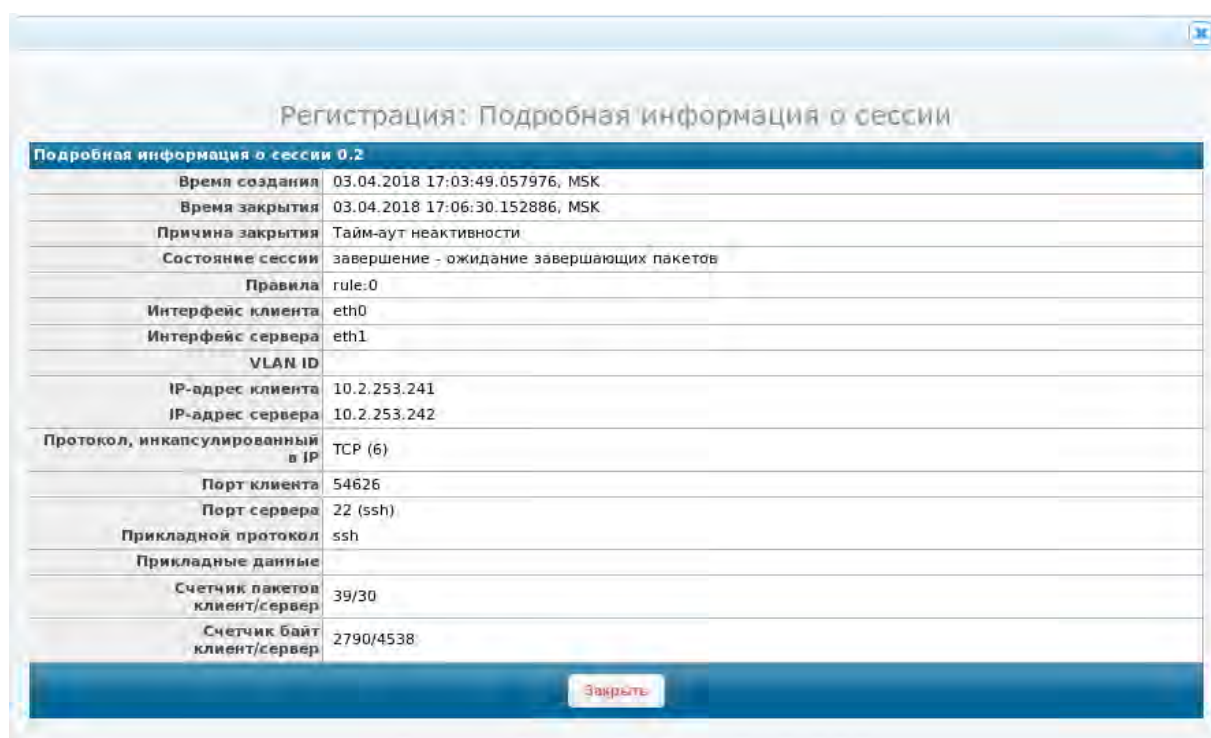 Регистрация: Подробная информация о сессии
Подробная информация о сессии 0.2
Время создания 03.04.2018 17:03:49.057976, MSK
Время закрытия 03.04.2018 17:06:30.152886, MSK
Причина закрытия Тайм-аут неактивности
Состояние сессии завершение - ожидание завершающих пакетов
Правила rule:0
Интерфейс клиента eth0
Интерфейс сервера eth1
VLAN ID
IP-адрес клиента 10.2.253.241
IP-адрес сервера 10.2.253.242
Протокол, инкапсулированный
в IP TCP (6)
Порт клиента 54626
Порт сервера 22 (ssh)
Прикладной протокол ssh
Прикладные данные
Счетчик пакетов
клиент/сервер 39/30
Счетчик байт
клиент/сервер 2790/4538
Закрыть